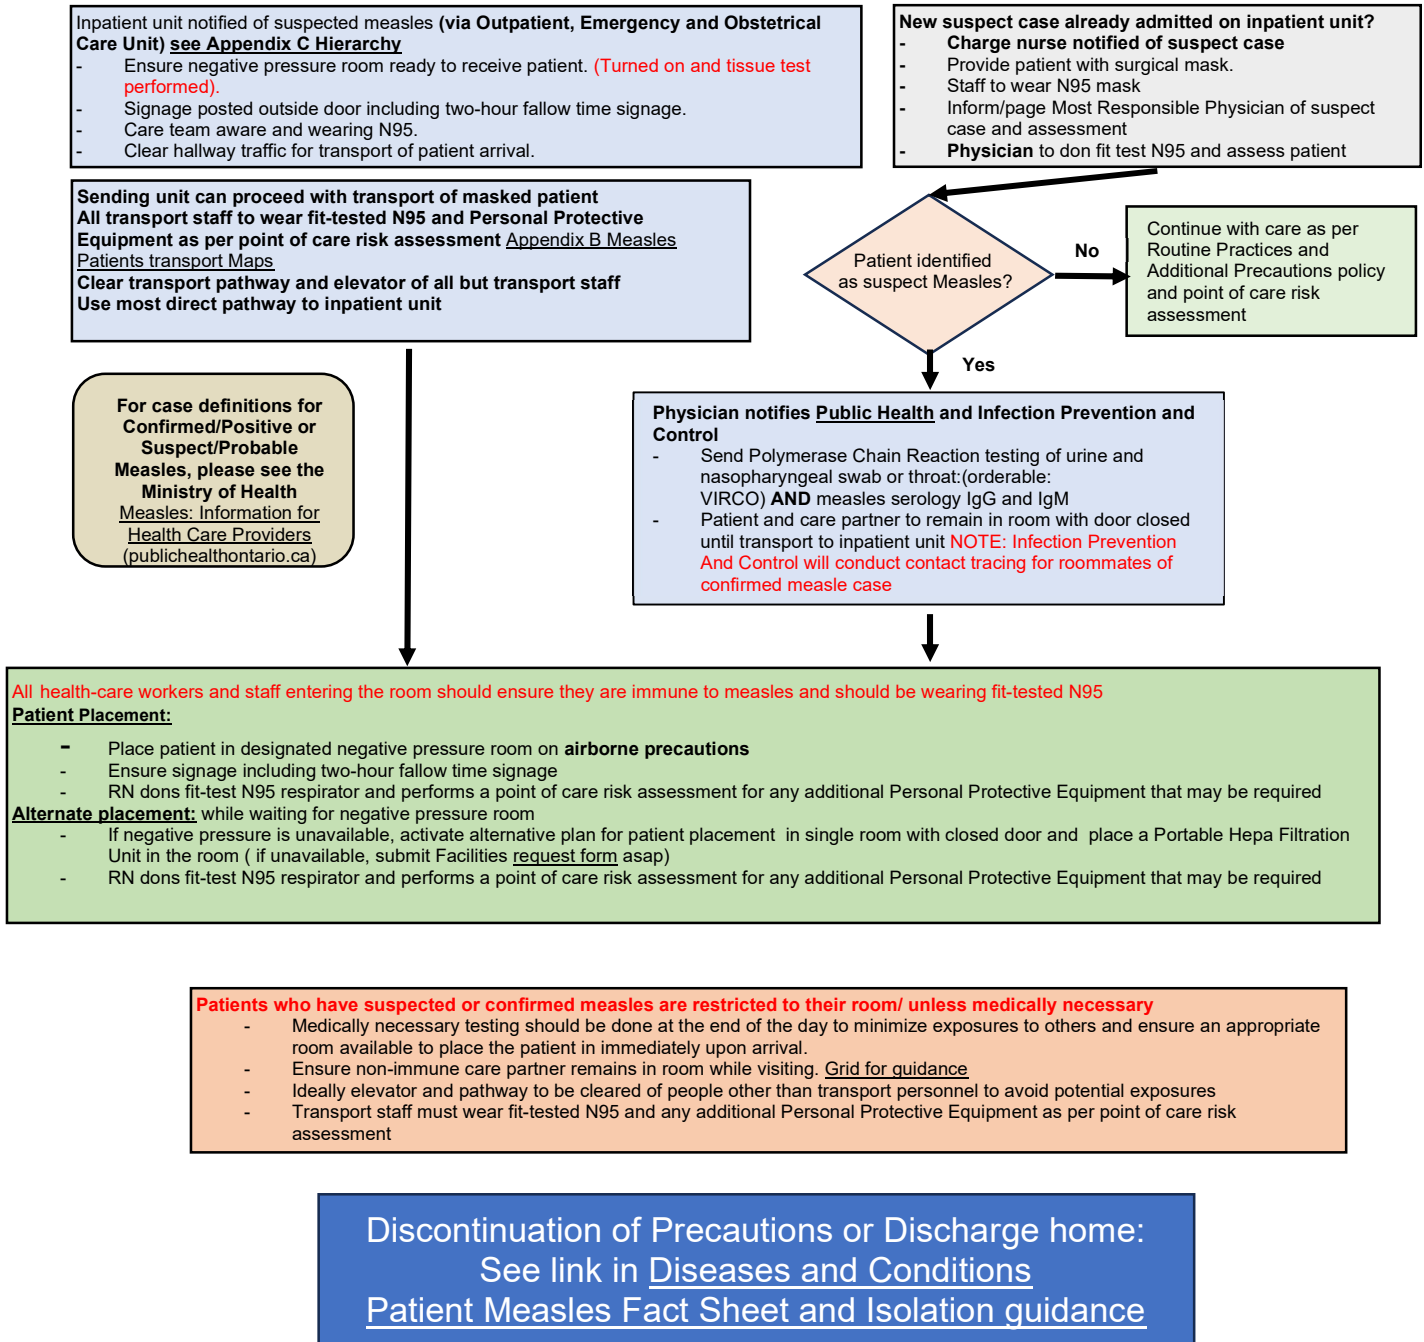 Inpatient unit notified of suspected measles (via Outpatient, Emergency and Obstetrical
Care Unit) see Appendix C Hierarchy
- Ensure negative pressure room ready to receive patient. (Turned on and tissue test
performed).
- Signage posted outside door including two-hour fallow time signage.
- Care team aware and wearing N95.
- Clear hallway traffic for transport of patient arrival.
New suspect case already admitted on inpatient unit?
- Charge nurse notified of suspect case
- Provide patient with surgical mask.
- Staff to wear N95 mask
- Inform/page Most Responsible Physician of suspect
case and assessment
- Physician to don fit test N95 and assess patient
Sending unit can proceed with transport of masked patient
All transport staff to wear fit-tested N95 and Personal Protective
Equipment as per point of care risk assessment Appendix B Measles
Patients transport Maps
Clear transport pathway and elevator of all but transport staff
Use most direct pathway to inpatient unit
Patient identified
as suspect Measles?
No
Continue with care as per
Routine Practices and
Additional Precautions policy
and point of care risk
assessment
Yes
For case definitions for
Confirmed/Positive or
Suspect/Probable
Measles, please see the
Ministry of Health
Measles: Information for
Health Care Providers
(publichealthontario.ca)
Physician notifies Public Health and Infection Prevention and
Control
- Send Polymerase Chain Reaction testing of urine and
nasopharyngeal swab or throat:(orderable:
VIRCO) AND measles serology IgG and IgM
- Patient and care partner to remain in room with door closed
until transport to inpatient unit NOTE: Infection Prevention
And Control will conduct contact tracing for roommates of
confirmed measle case
All health-care workers and staff entering the room should ensure they are immune to measles and should be wearing fit-tested N95
Patient Placement:
- Place patient in designated negative pressure room on airborne precautions
- Ensure signage including two-hour fallow time signage
- RN dons fit-test N95 respirator and performs a point of care risk assessment for any additional Personal Protective Equipment that may be required
Alternate placement: while waiting for negative pressure room
- If negative pressure is unavailable, activate alternative plan for patient placement in single room with closed door and place a Portable Hepa Filtration
Unit in the room ( if unavailable, submit Facilities request form asap)
- RN dons fit-test N95 respirator and performs a point of care risk assessment for any additional Personal Protective Equipment that may be required
Patients who have suspected or confirmed measles are restricted to their room/ unless medically necessary
- Medically necessary testing should be done at the end of the day to minimize exposures to others and ensure an appropriate
room available to place the patient in immediately upon arrival.
- Ensure non-immune care partner remains in room while visiting. Grid for guidance
- Ideally elevator and pathway to be cleared of people other than transport personnel to avoid potential exposures
- Transport staff must wear fit-tested N95 and any additional Personal Protective Equipment as per point of care risk
assessment
Discontinuation of Precautions or Discharge home:
See link in Diseases and Conditions
Patient Measles Fact Sheet and Isolation guidance